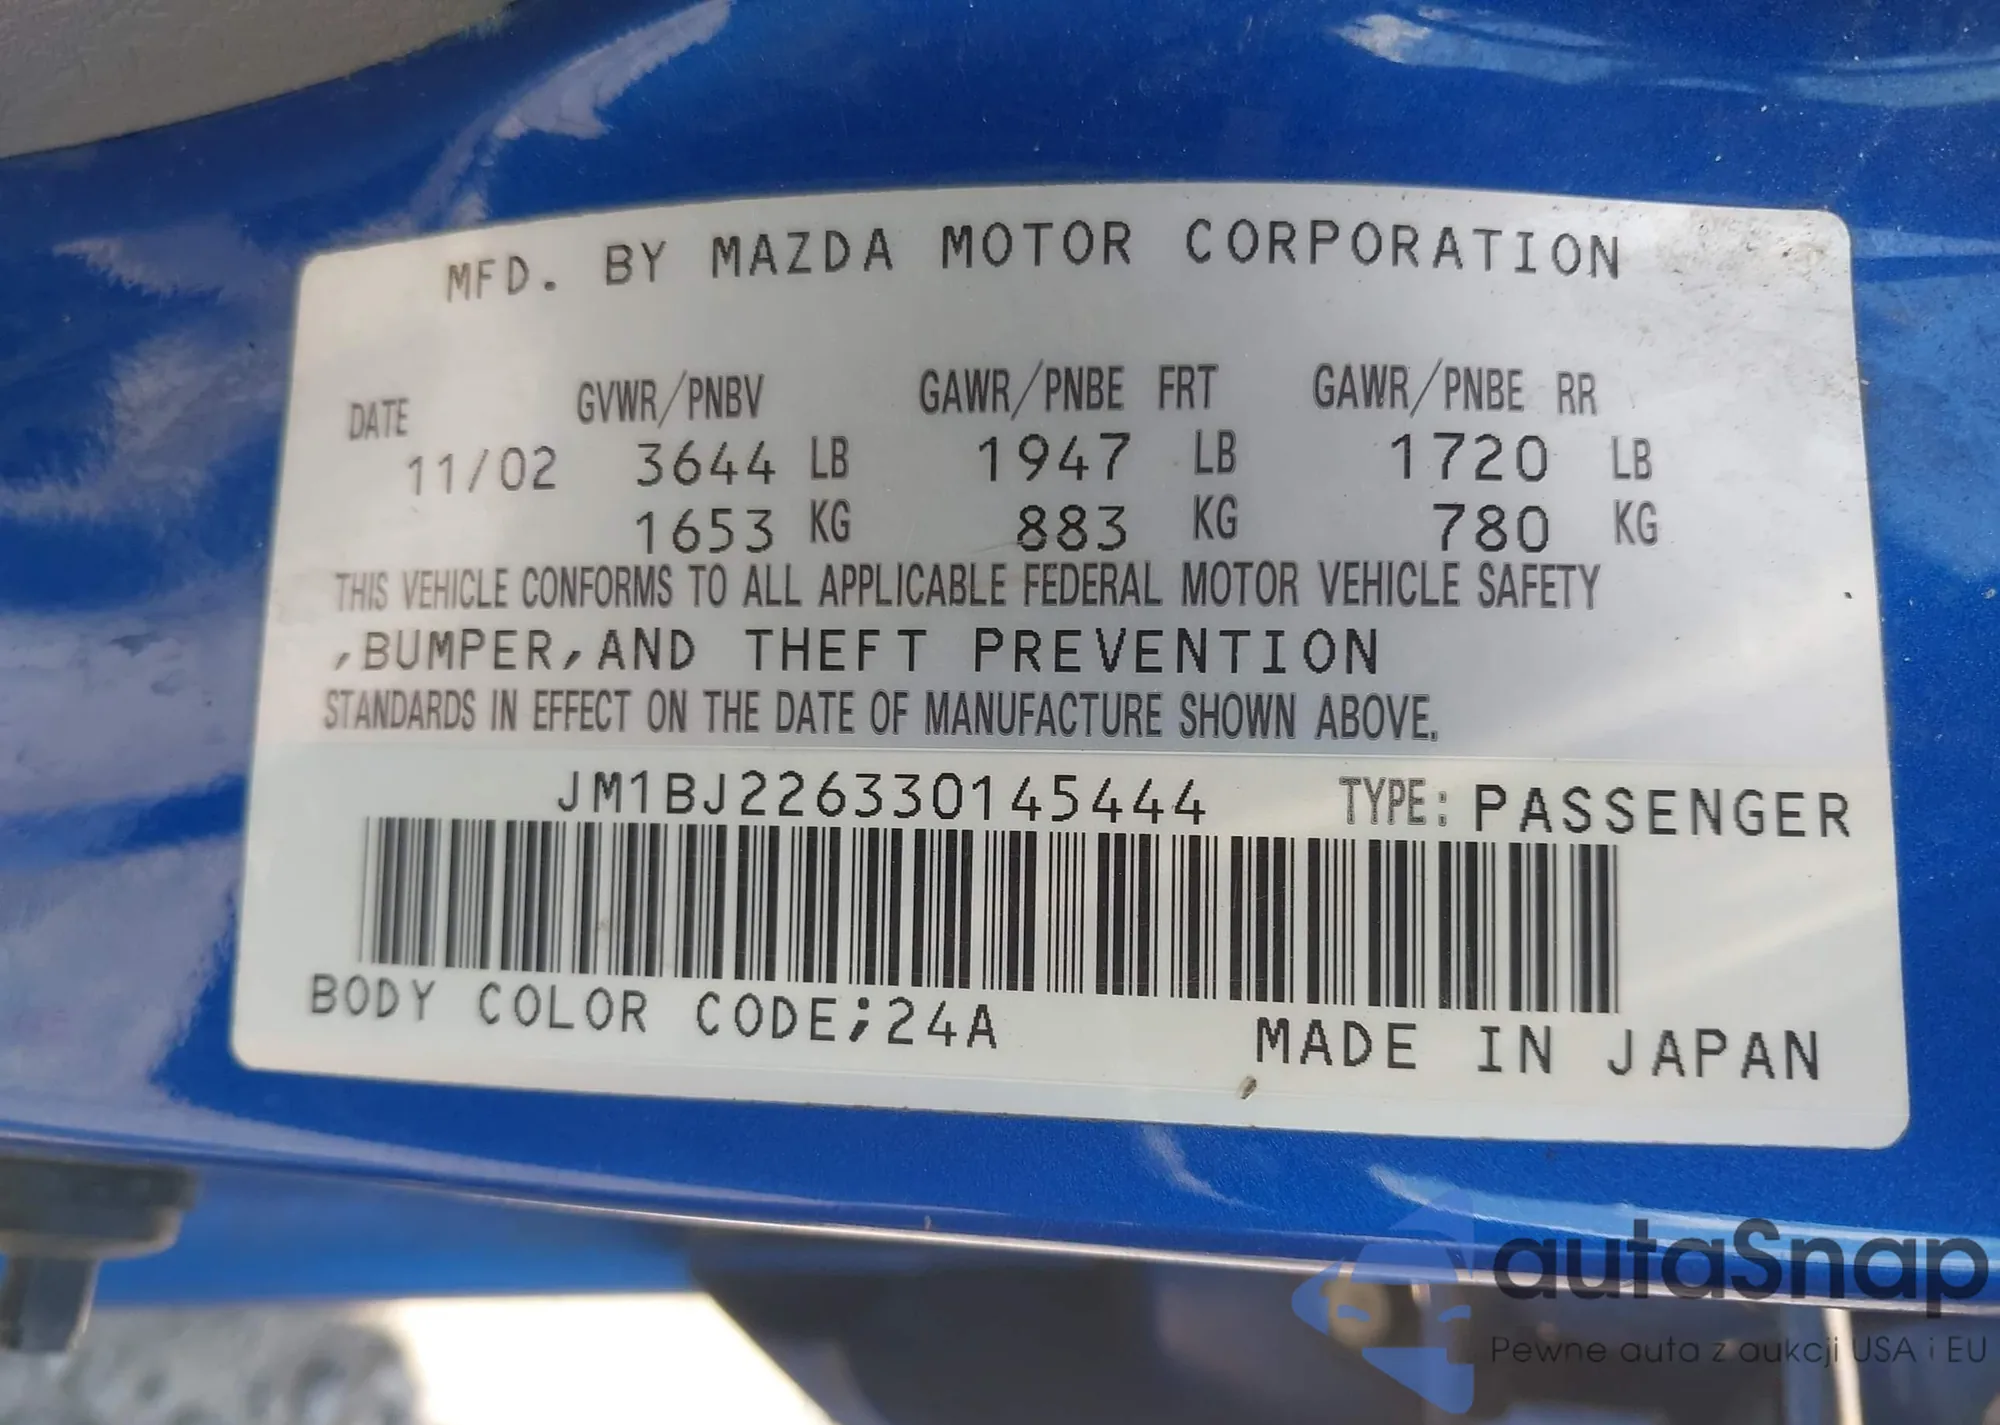 MFD. BY MAZDA MOTOR CORPORATION
DATE GVWR/PNBV GAWR/PNBE FRT GAWR/PNBE RR
11/02 3644 LB 1947 LB 1720 LB
1653 KG 883 KG 780 KG
THIS VEHICLE CONFORMS TO ALL APPLICABLE FEDERAL MOTOR VEHICLE SAFETY
,BUMPER,AND THEFT PREVENTION
STANDARDS IN EFFECT ON THE DATE OF MANUFACTURE SHOWN ABOVE.
JM1BJ226330145444 TYPE: PASSENGER
BODY COLOR CODE;24A MADE IN JAPAN
autaSnap
Pewne auta z aukcji USA i EU